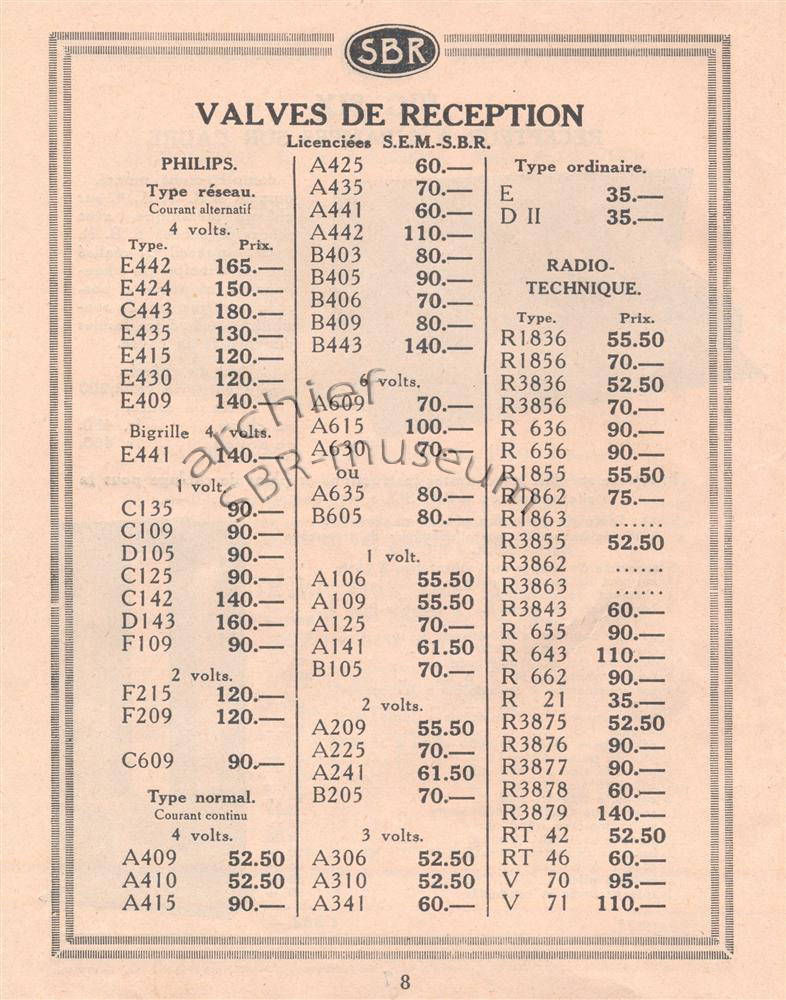 SBR
VALVES DE RECEPTION
Licenciées S.E.M.-S.B.R.
PHILIPS.
Type réseau.
Courant alternatif
4 volts.
Type. Prix.
E442 165.—
E424 150.—
C443 180.—
E435 130.—
E415 120.—
E430 120.—
E409 140.—
Bigrille 4 volts.
E441 140.—
1 volt.
C135 90.—
C109 90.—
D105 90.—
C125 90.—
C142 140.—
D143 160.—
F109 90.—
2 volts.
F215 120.—
F209 120.—
C609 90.—
Type normal.
Courant continu
4 volts.
A409 52.50
A410 52.50
A415 90.—
A425 60.—
A435 70.—
A441 60.—
A442 110.—
B403 80.—
B405 90.—
B406 70.—
B409 80.—
B443 140.—
6 volts.
A609 70.—
A615 100.—
A630 70.—
ou
A635 80.—
B605 80.—
1 volt.
A106 55.50
A109 55.50
A125 70.—
A141 61.50
B105 70.—
2 volts.
A209 55.50
A225 70.—
A241 61.50
B205 70.—
3 volts.
A306 52.50
A310 52.50
A341 60.—
Type ordinaire.
E 35.—
D II 35.—
RADIO-
TECHNIQUE.
Type. Prix.
R1836 55.50
R1856 70.—
R3836 52.50
R3856 70.—
R 636 90.—
R 656 90.—
R1855 55.50
R1862 75.—
R1863 ......
R3855 52.50
R3862 ......
R3863 ......
R3843 60.—
R 655 90.—
R 643 110.—
R 662 90.—
R 21 35.—
R3875 52.50
R3876 90.—
R3877 90.—
R3878 60.—
R3879 140.—
RT 42 52.50
RT 46 60.—
V 70 95.—
V 71 110.—
archief
SBR-museum
8